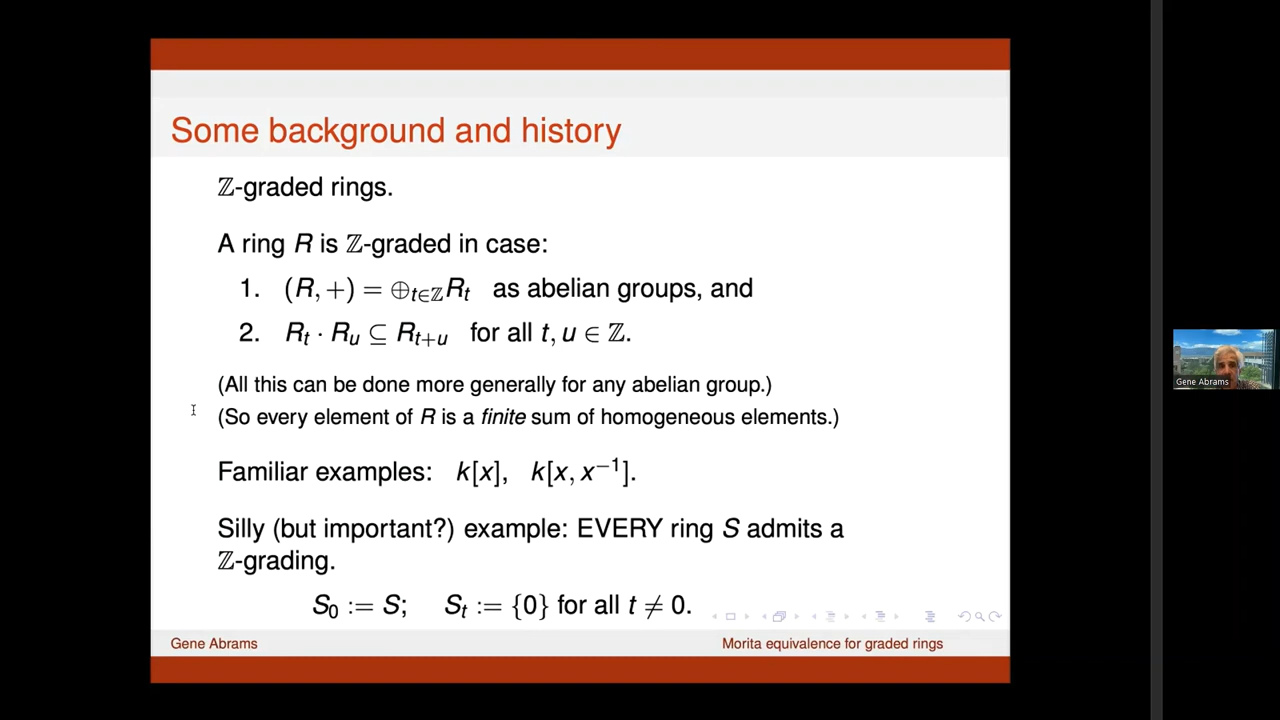 Some background and history
ℤ-graded rings.
A ring R is ℤ-graded in case:
1. (R, +) = ⊕_{t∈ℤ} R_t as abelian groups, and
2. R_t · R_u ⊆ R_{t+u} for all t, u ∈ ℤ.
(All this can be done more generally for any abelian group.)
(So every element of R is a finite sum of homogeneous elements.)
Familiar examples: k[x], k[x, x⁻¹].
Silly (but important?) example: EVERY ring S admits a
ℤ-grading.
S₀ := S; S_t := {0} for all t ≠ 0.
Gene Abrams
Morita equivalence for graded rings
Gene Abrams